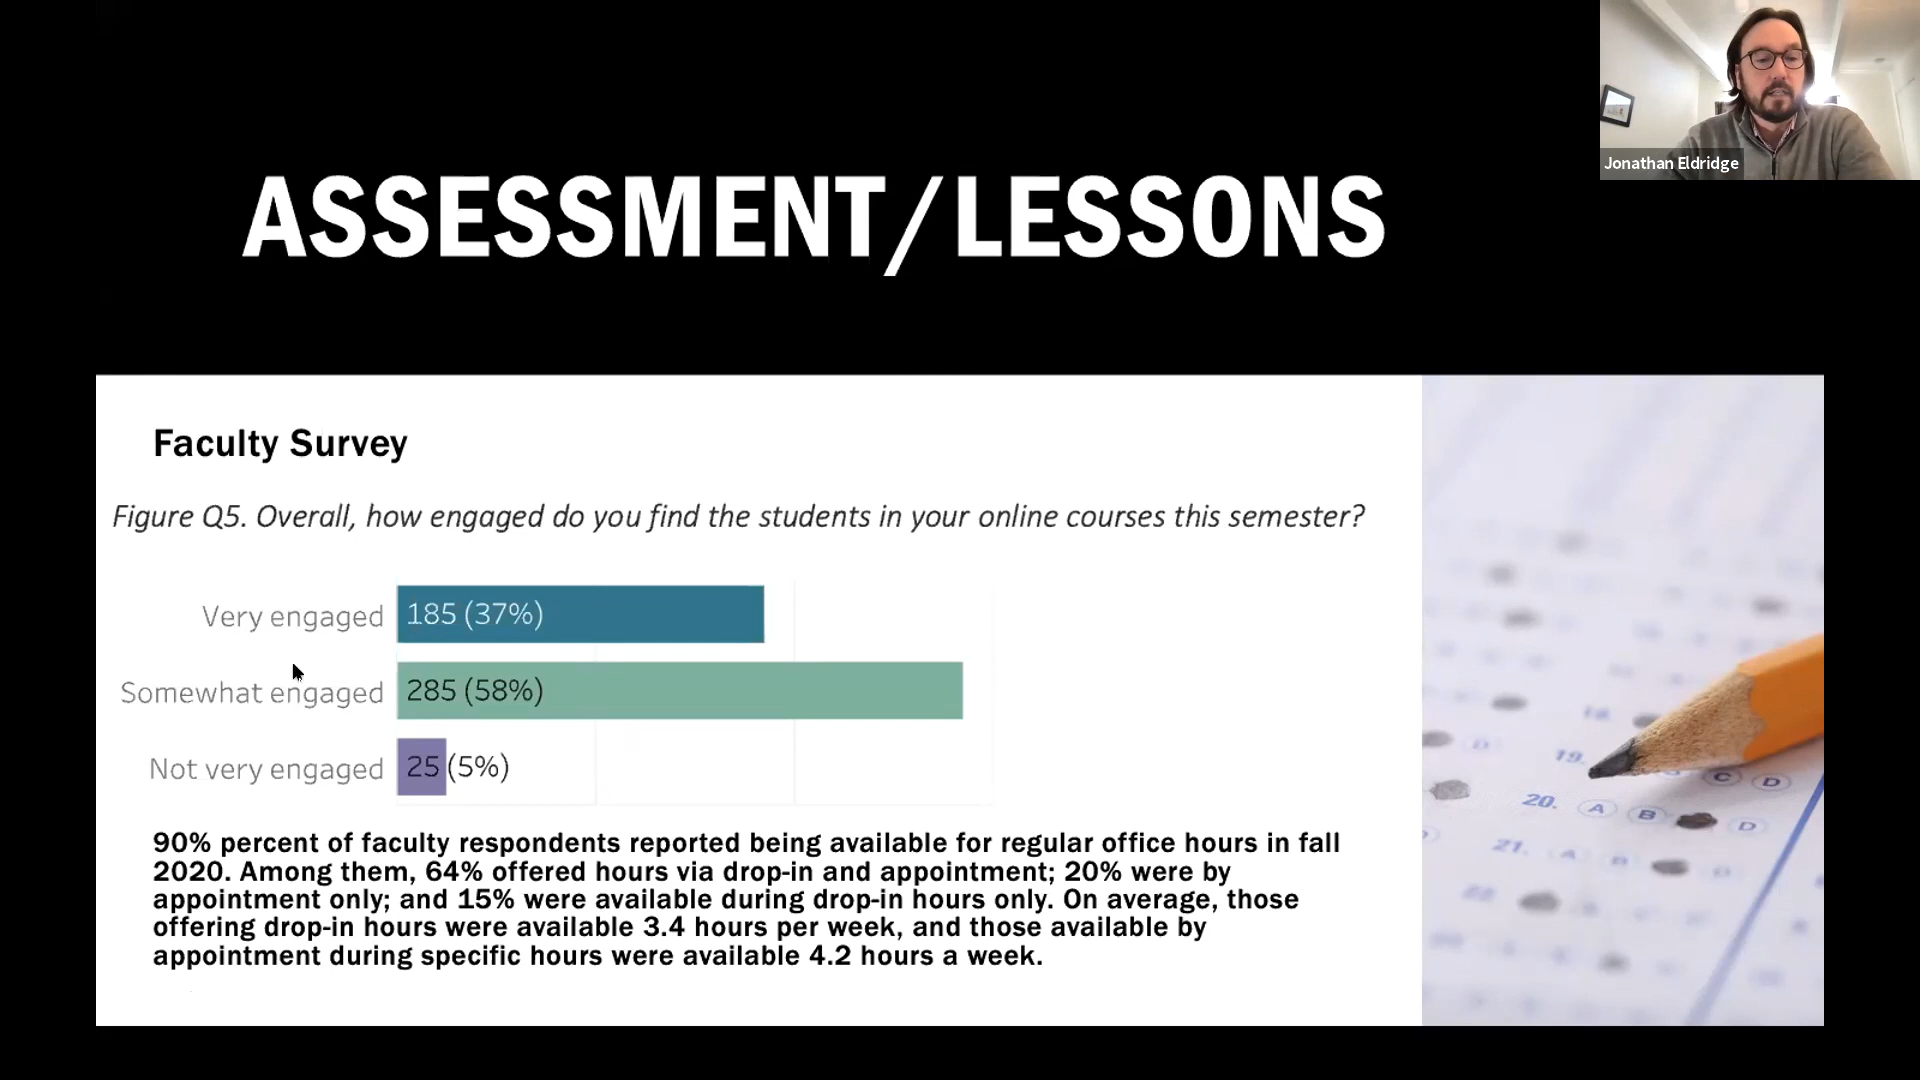 Jonathan Eldridge
ASSESSMENT/LESSONS
Faculty Survey
Figure Q5. Overall, how engaged do you find the students in your online courses this semester?
Very engaged 185 (37%)
Somewhat engaged 285 (58%)
Not very engaged 25 (5%)
90% percent of faculty respondents reported being available for regular office hours in fall
2020. Among them, 64% offered hours via drop-in and appointment; 20% were by
appointment only; and 15% were available during drop-in hours only. On average, those
offering drop-in hours were available 3.4 hours per week, and those available by
appointment during specific hours were available 4.2 hours a week.
19. C D
20. A B D
21.